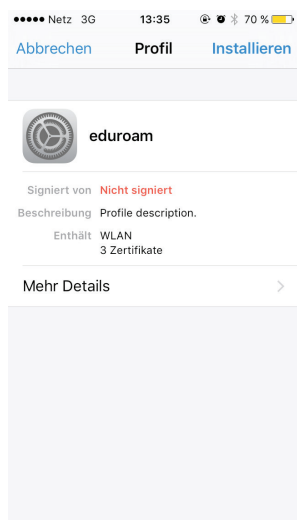 Netz 3G 13:35 70 %
Abbrechen Profil Installieren
eduroam
Signiert von Nicht signiert
Beschreibung Profile description.
Enthält WLAN
3 Zertifikate
Mehr Details